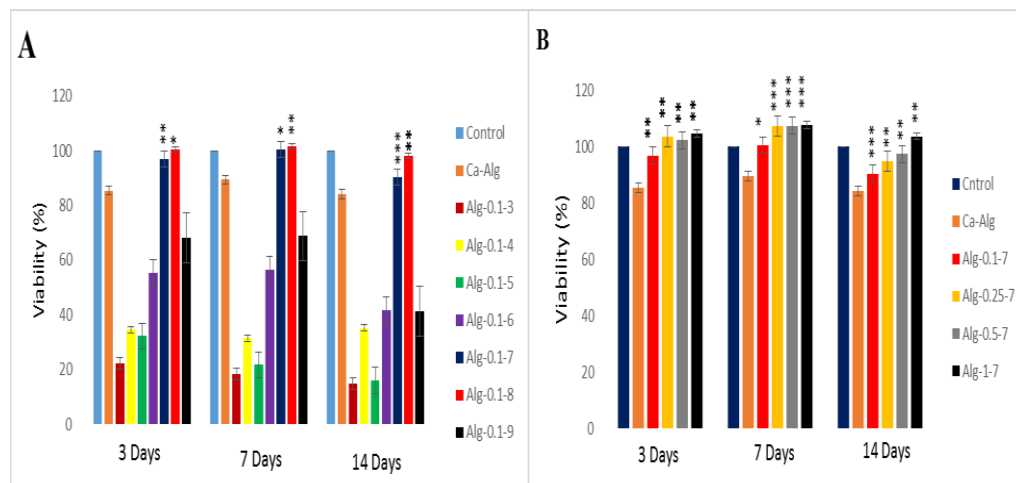 A
Viability (%)
120
100
80
60
40
20
0
** *
* **
*** **
3 Days
7 Days
14 Days
Control
Ca-Alg
Alg-0.1-3
Alg-0.1-4
Alg-0.1-5
Alg-0.1-6
Alg-0.1-7
Alg-0.1-8
Alg-0.1-9
B
Viability (%)
120
100
80
60
40
20
0
** ** ** **
* *** *** ***
*** ** ** **
3 Days
7 Days
14 Days
Cntrol
Ca-Alg
Alg-0.1-7
Alg-0.25-7
Alg-0.5-7
Alg-1-7